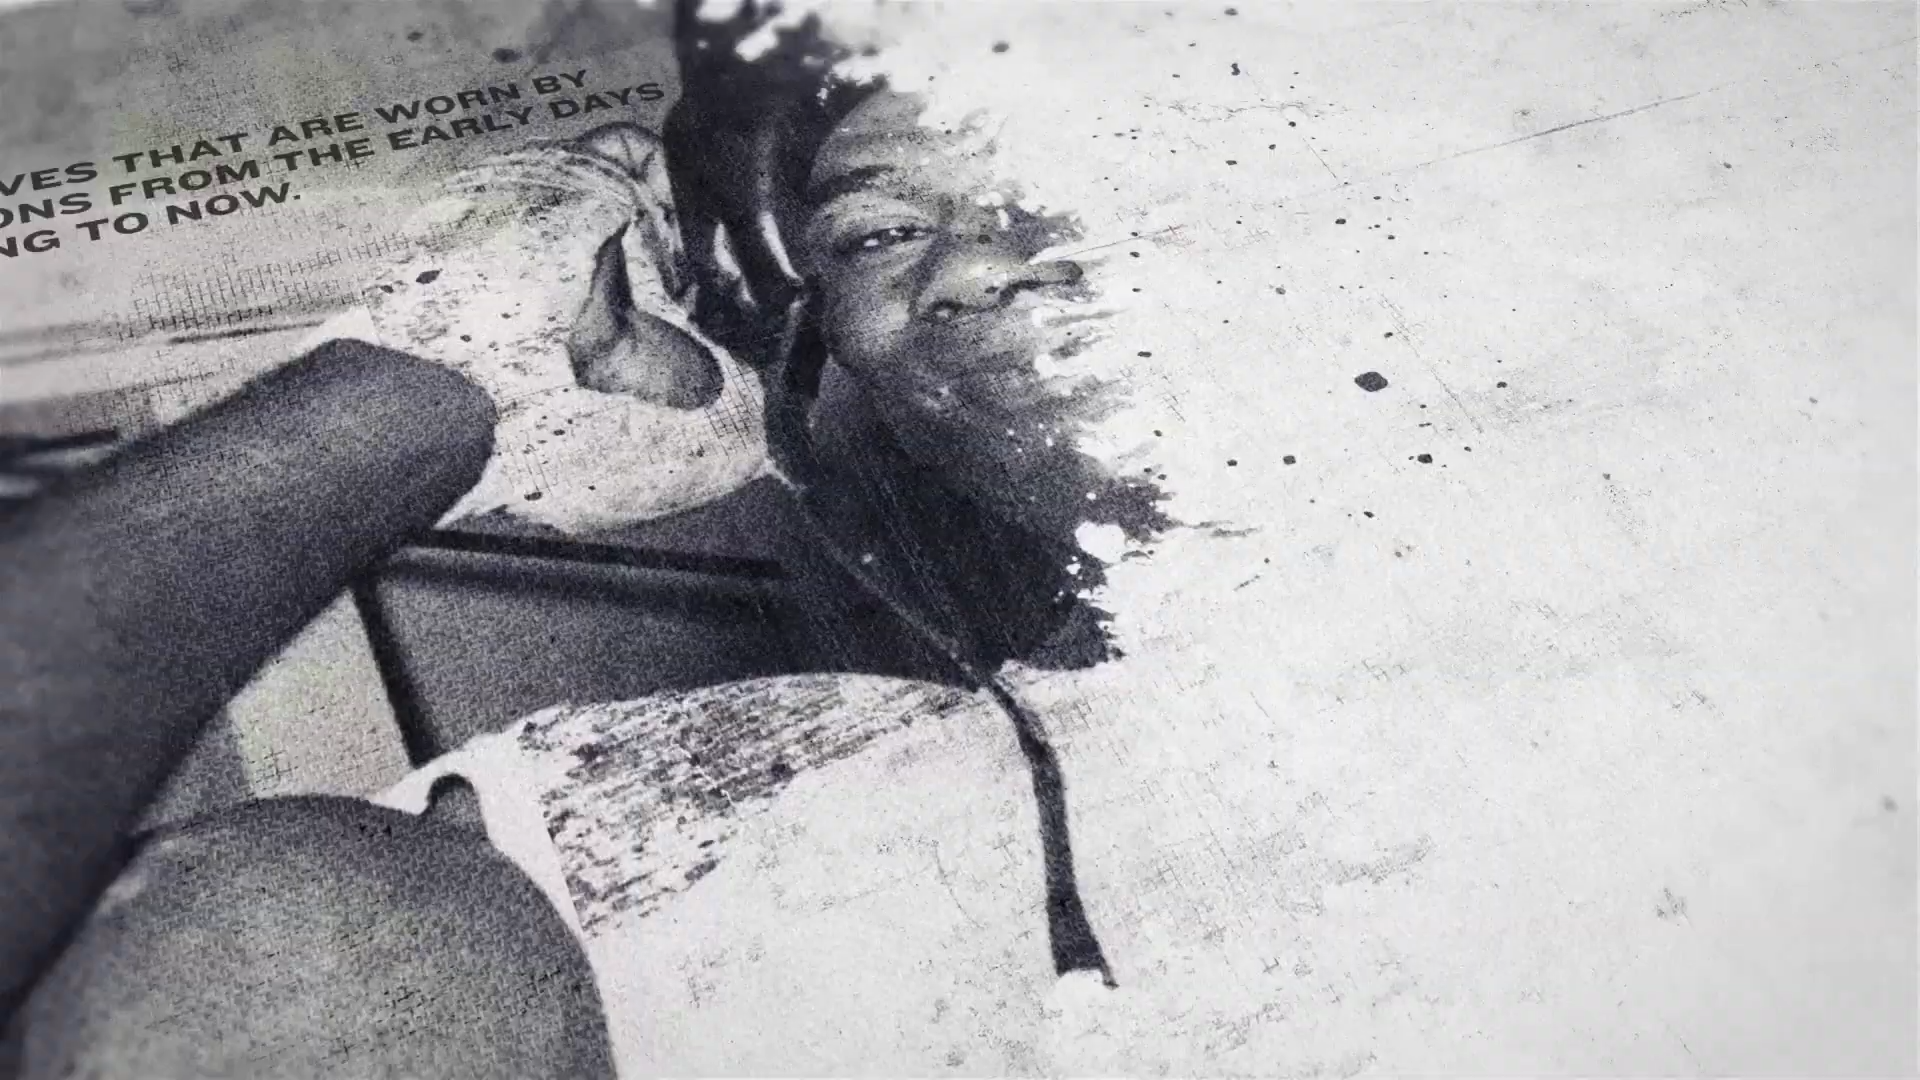 VES THAT ARE WORN BY
ONS FROM THE EARLY DAYS
NG TO NOW.